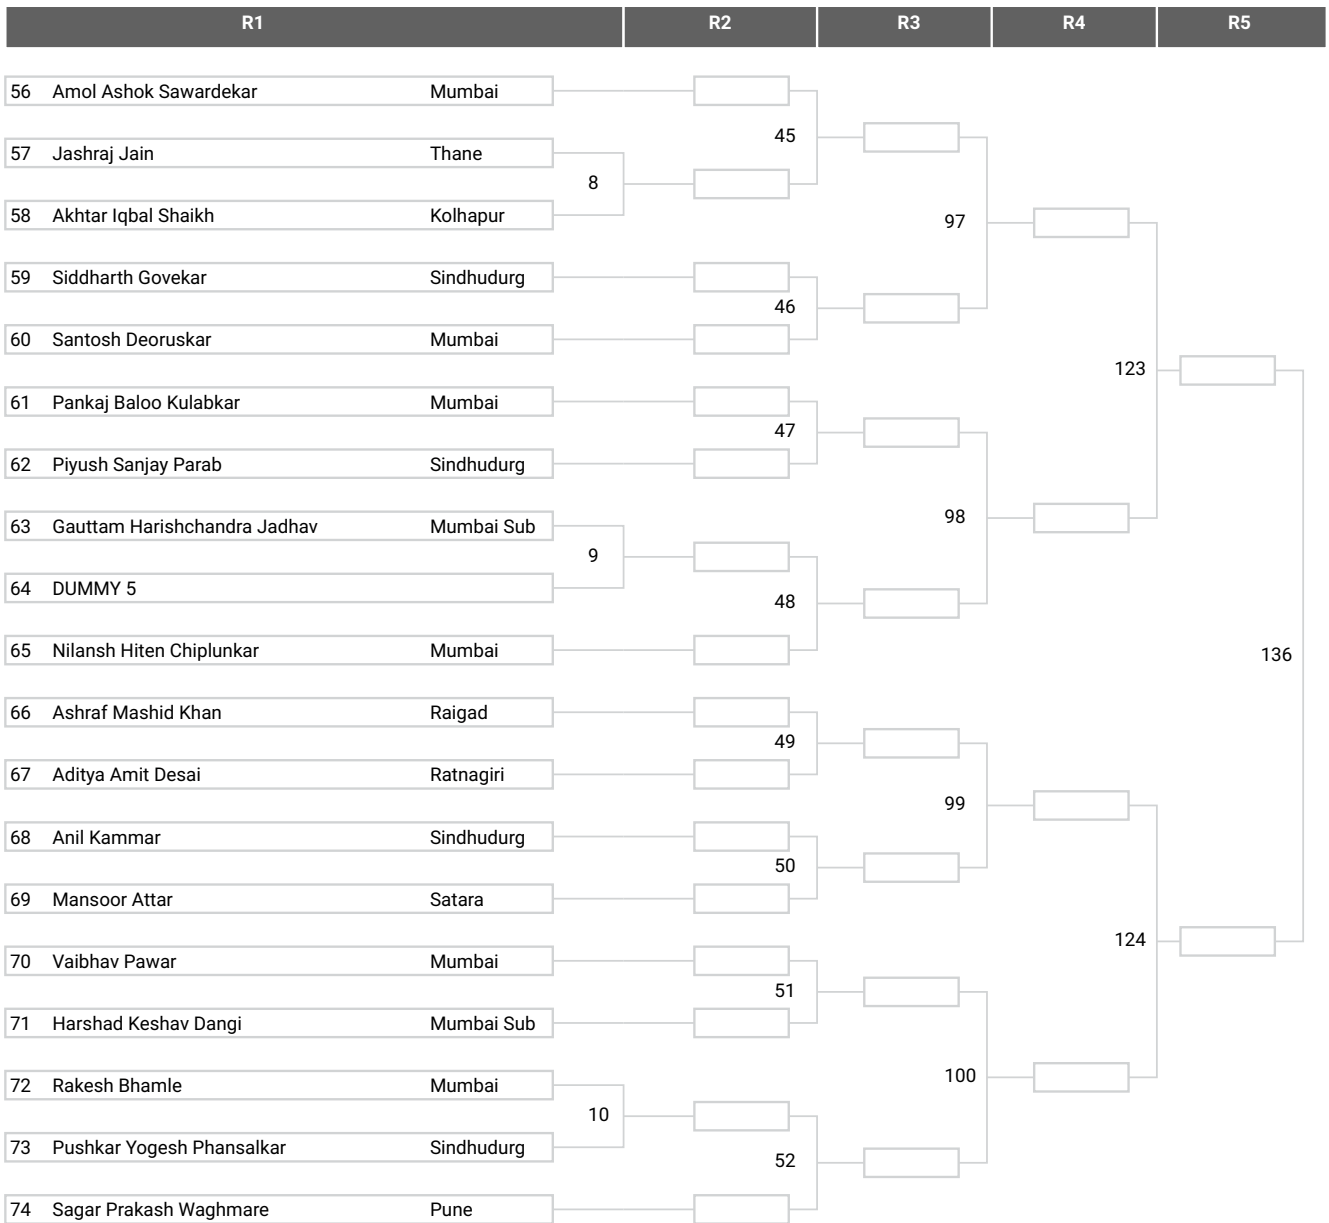 R1 R2 R3 R4 R5
56 Amol Ashok Sawardekar Mumbai
45
57 Jashraj Jain Thane
8
58 Akhtar Iqbal Shaikh Kolhapur
97
59 Siddharth Govekar Sindhudurg
46
60 Santosh Deoruskar Mumbai
123
61 Pankaj Baloo Kulabkar Mumbai
47
62 Piyush Sanjay Parab Sindhudurg
98
63 Gauttam Harishchandra Jadhav Mumbai Sub
9
64 DUMMY 5
48
65 Nilansh Hiten Chiplunkar Mumbai
136
66 Ashraf Mashid Khan Raigad
49
67 Aditya Amit Desai Ratnagiri
99
68 Anil Kammar Sindhudurg
50
69 Mansoor Attar Satara
124
70 Vaibhav Pawar Mumbai
51
71 Harshad Keshav Dangi Mumbai Sub
100
72 Rakesh Bhamle Mumbai
10
73 Pushkar Yogesh Phansalkar Sindhudurg
52
74 Sagar Prakash Waghmare Pune